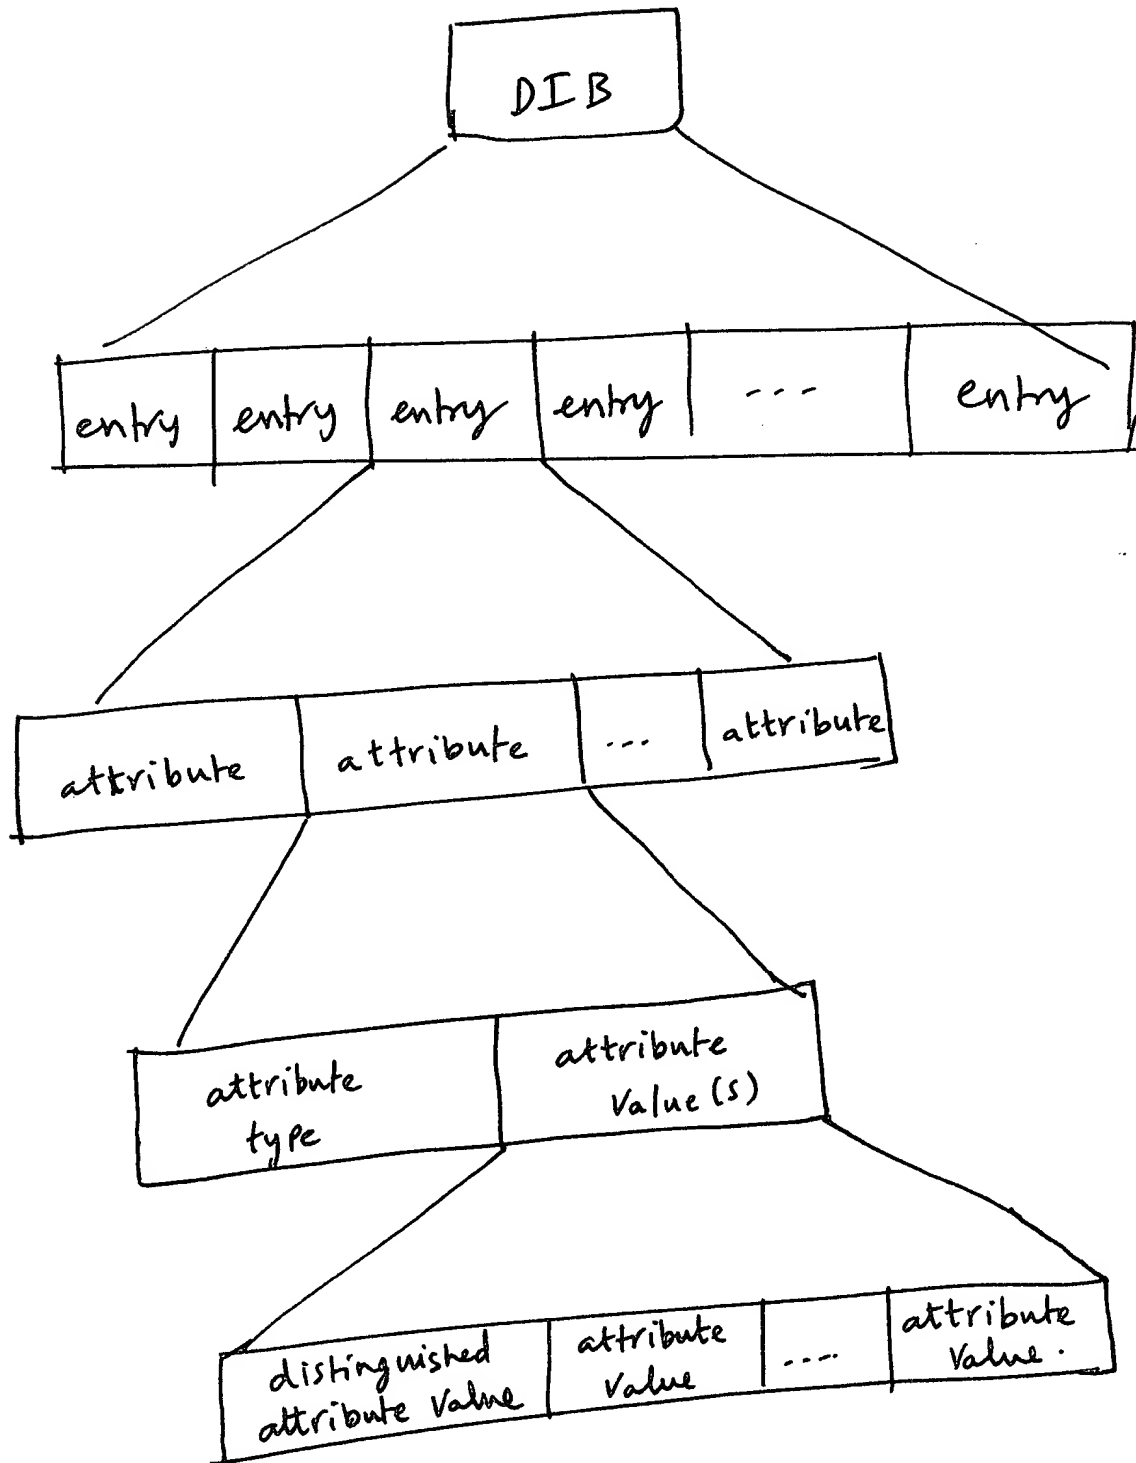 DIB
entry entry entry entry --- entry
attribute attribute ... attribute
attribute attribute
type value(s)
distinguished attribute .... attribute
attribute value value value.